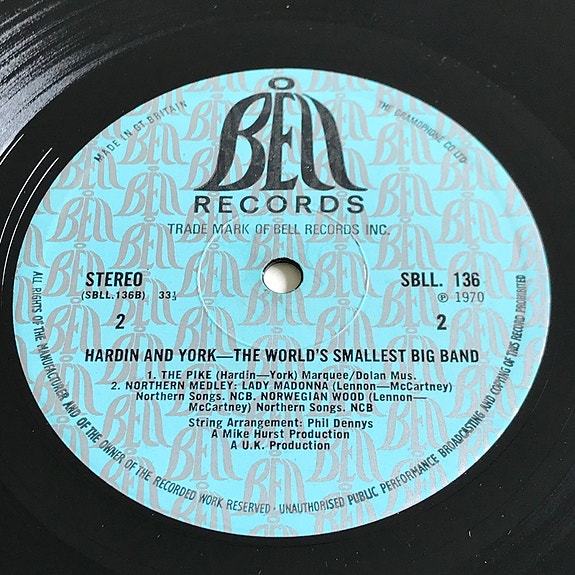 MADE IN GT BRITAIN
THE GRAMOPHONE CO LTD
BELL
RECORDS
TRADE MARK OF BELL RECORDS INC.
STEREO
(SBLL.136B) 33⅓
2
SBLL. 136
℗ 1970
2
HARDIN AND YORK—THE WORLD'S SMALLEST BIG BAND
1. THE PIKE (Hardin—York) Marquee/Dolan Mus.
2. NORTHERN MEDLEY: LADY MADONNA (Lennon—McCartney)
Northern Songs. NCB. NORWEGIAN WOOD (Lennon—
McCartney) Northern Songs. NCB
String Arrangement: Phil Dennys
A Mike Hurst Production
A U.K. Production
ALL RIGHTS OF THE MANUFACTURER AND OF THE OWNER OF THE RECORDED WORK RESERVED · UNAUTHORISED PUBLIC PERFORMANCE BROADCASTING AND COPYING OF THIS RECORD PROHIBITED